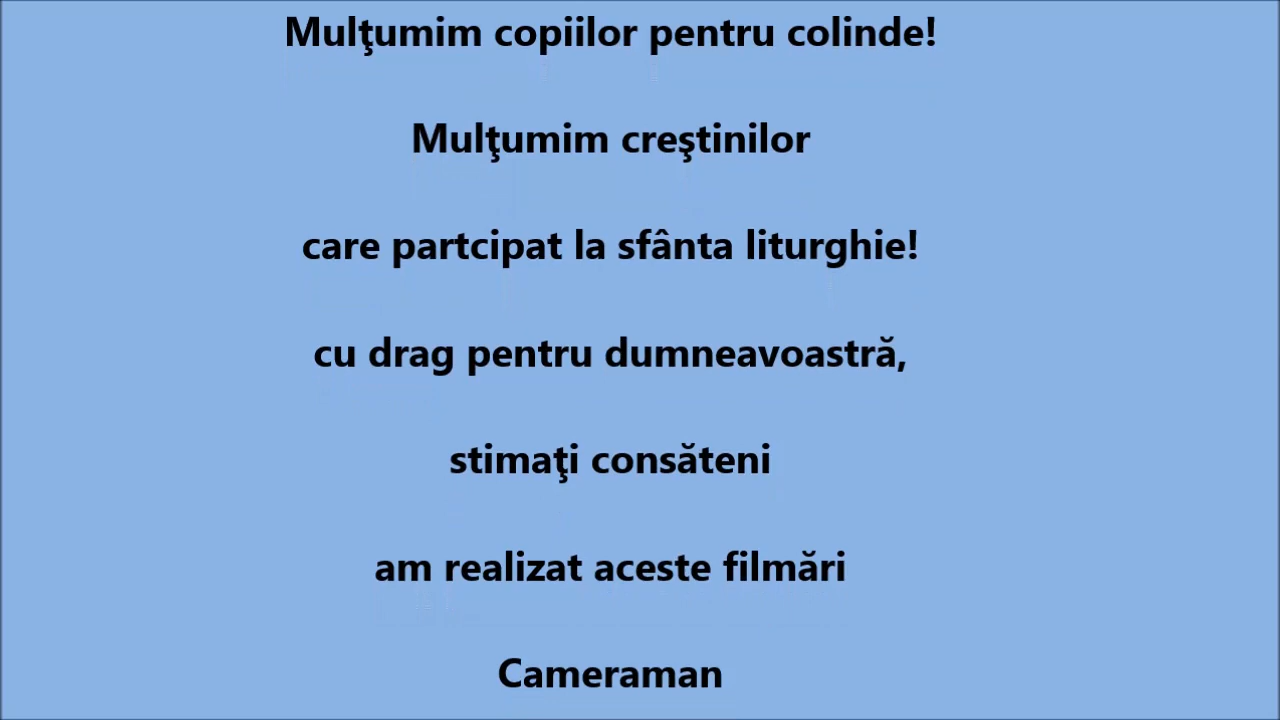 Mulţumim copiilor pentru colinde!
Mulţumim creştinilor
care partcipat la sfânta liturghie!
cu drag pentru dumneavoastră,
stimaţi consăteni
am realizat aceste filmări
Cameraman